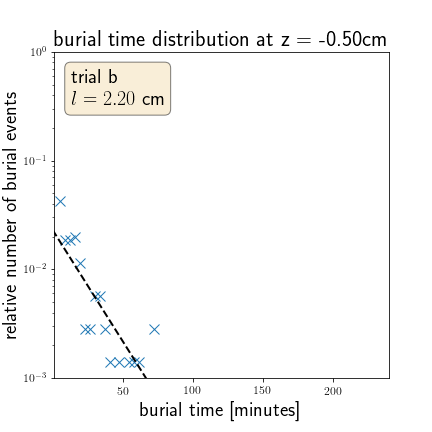 burial time distribution at z = -0.50cm
10⁰
trial b
l = 2.20 cm
10⁻¹
relative number of burial events
10⁻²
10⁻³
50 100 150 200
burial time [minutes]